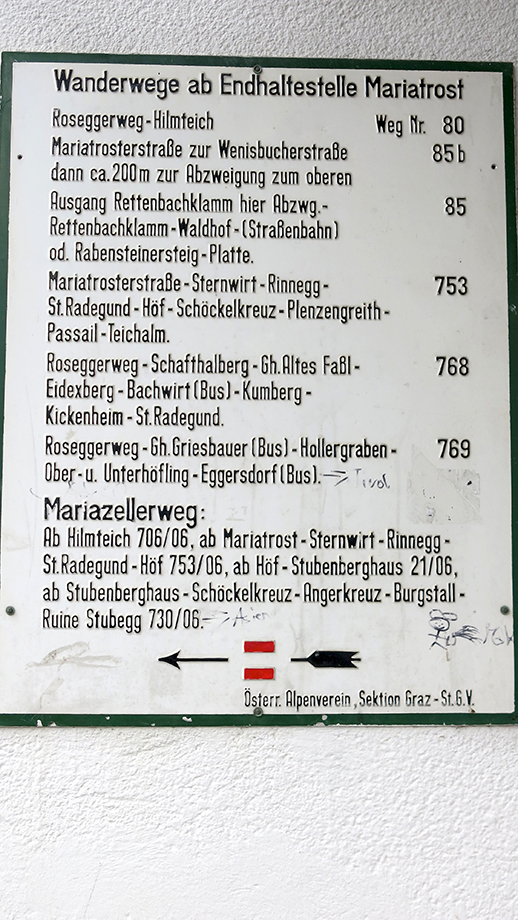 Wanderwege ab Endhaltestelle Mariatrost
Roseggerweg-Hilmteich Weg Nr. 80
Mariatrosterstraße zur Wenisbucherstraße 85b
dann ca.200m zur Abzweigung zum oberen
Ausgang Rettenbachklamm hier Abzwg.- 85
Rettenbachklamm-Waldhof-(Straßenbahn)
od. Rabensteinersteig-Platte.
Mariatrosterstraße-Sternwirt-Rinnegg- 753
St.Radegund-Höf-Schöckelkreuz-Plenzengreith-
Passail-Teichalm.
Roseggerweg-Schafthalberg-Gh.Altes Faßl- 768
Eidexberg-Bachwirt(Bus)-Kumberg-
Kickenheim-St.Radegund.
Roseggerweg-Gh.Griesbauer(Bus)-Hollergraben- 769
Ober-u. Unterhöfling-Eggersdorf(Bus). → Tirol
Mariazellerweg:
Ab Hilmteich 706/06, ab Mariatrost-Sternwirt-Rinnegg-
St.Radegund-Höf 753/06, ab Höf-Stubenberghaus 21/06,
ab Stubenberghaus-Schöckelkreuz-Angerkreuz-Burgstall-
Ruine Stubegg 730/06. → Asien
Österr. Alpenverein, Sektion Graz-St.G.V.